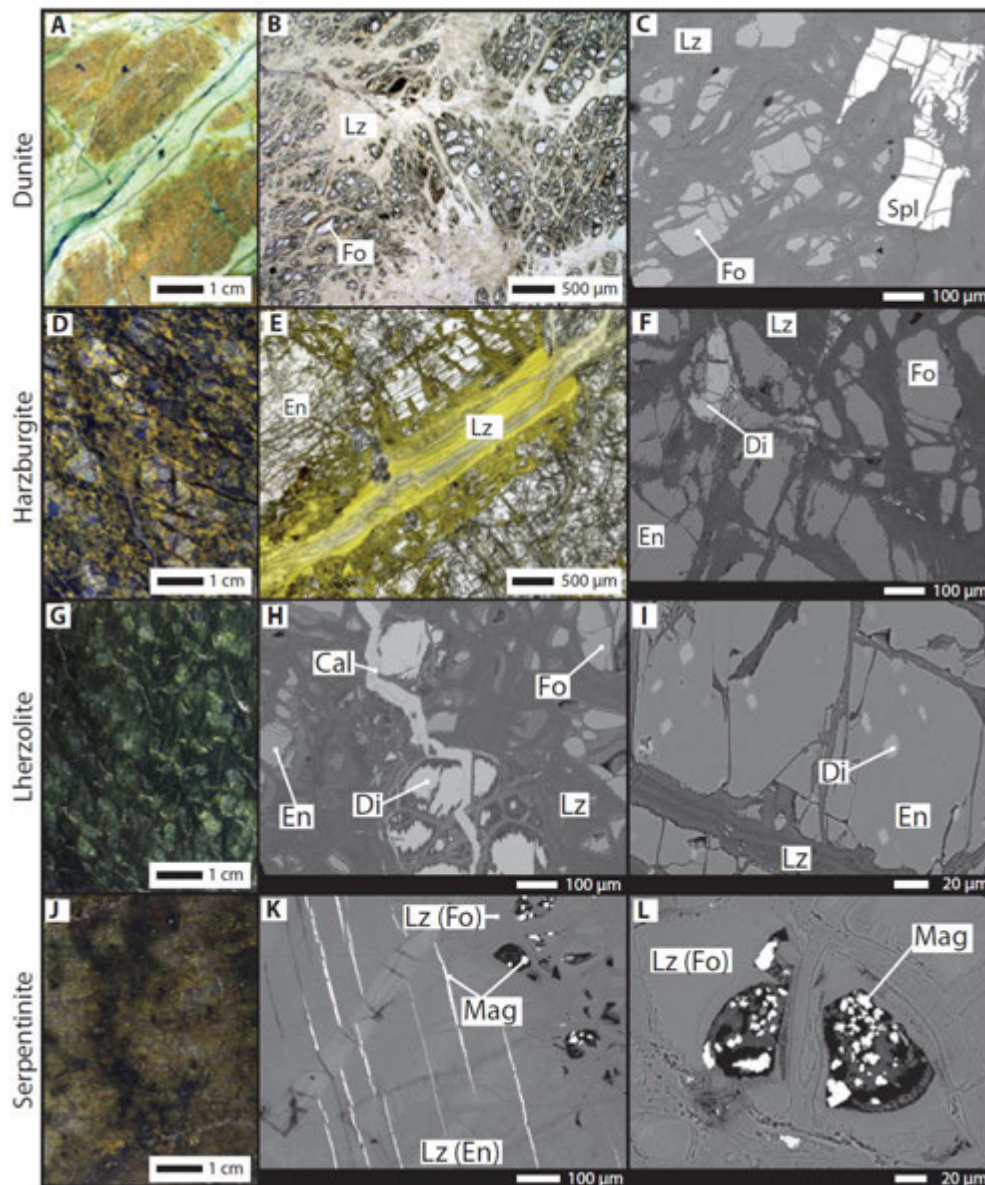 Dunite
A
1 cm
B
Lz
Fo
500 µm
C
Lz
Spl
Fo
100 µm
Harzburgite
D
1 cm
E
En
Lz
500 µm
F
Lz
Fo
Di
En
100 µm
Lherzolite
G
1 cm
H
Cal
Fo
En
Di
Lz
100 µm
I
Di
En
Lz
20 µm
Serpentinite
J
1 cm
K
Lz (Fo)
Mag
Lz (En)
100 µm
L
Lz (Fo)
Mag
20 µm